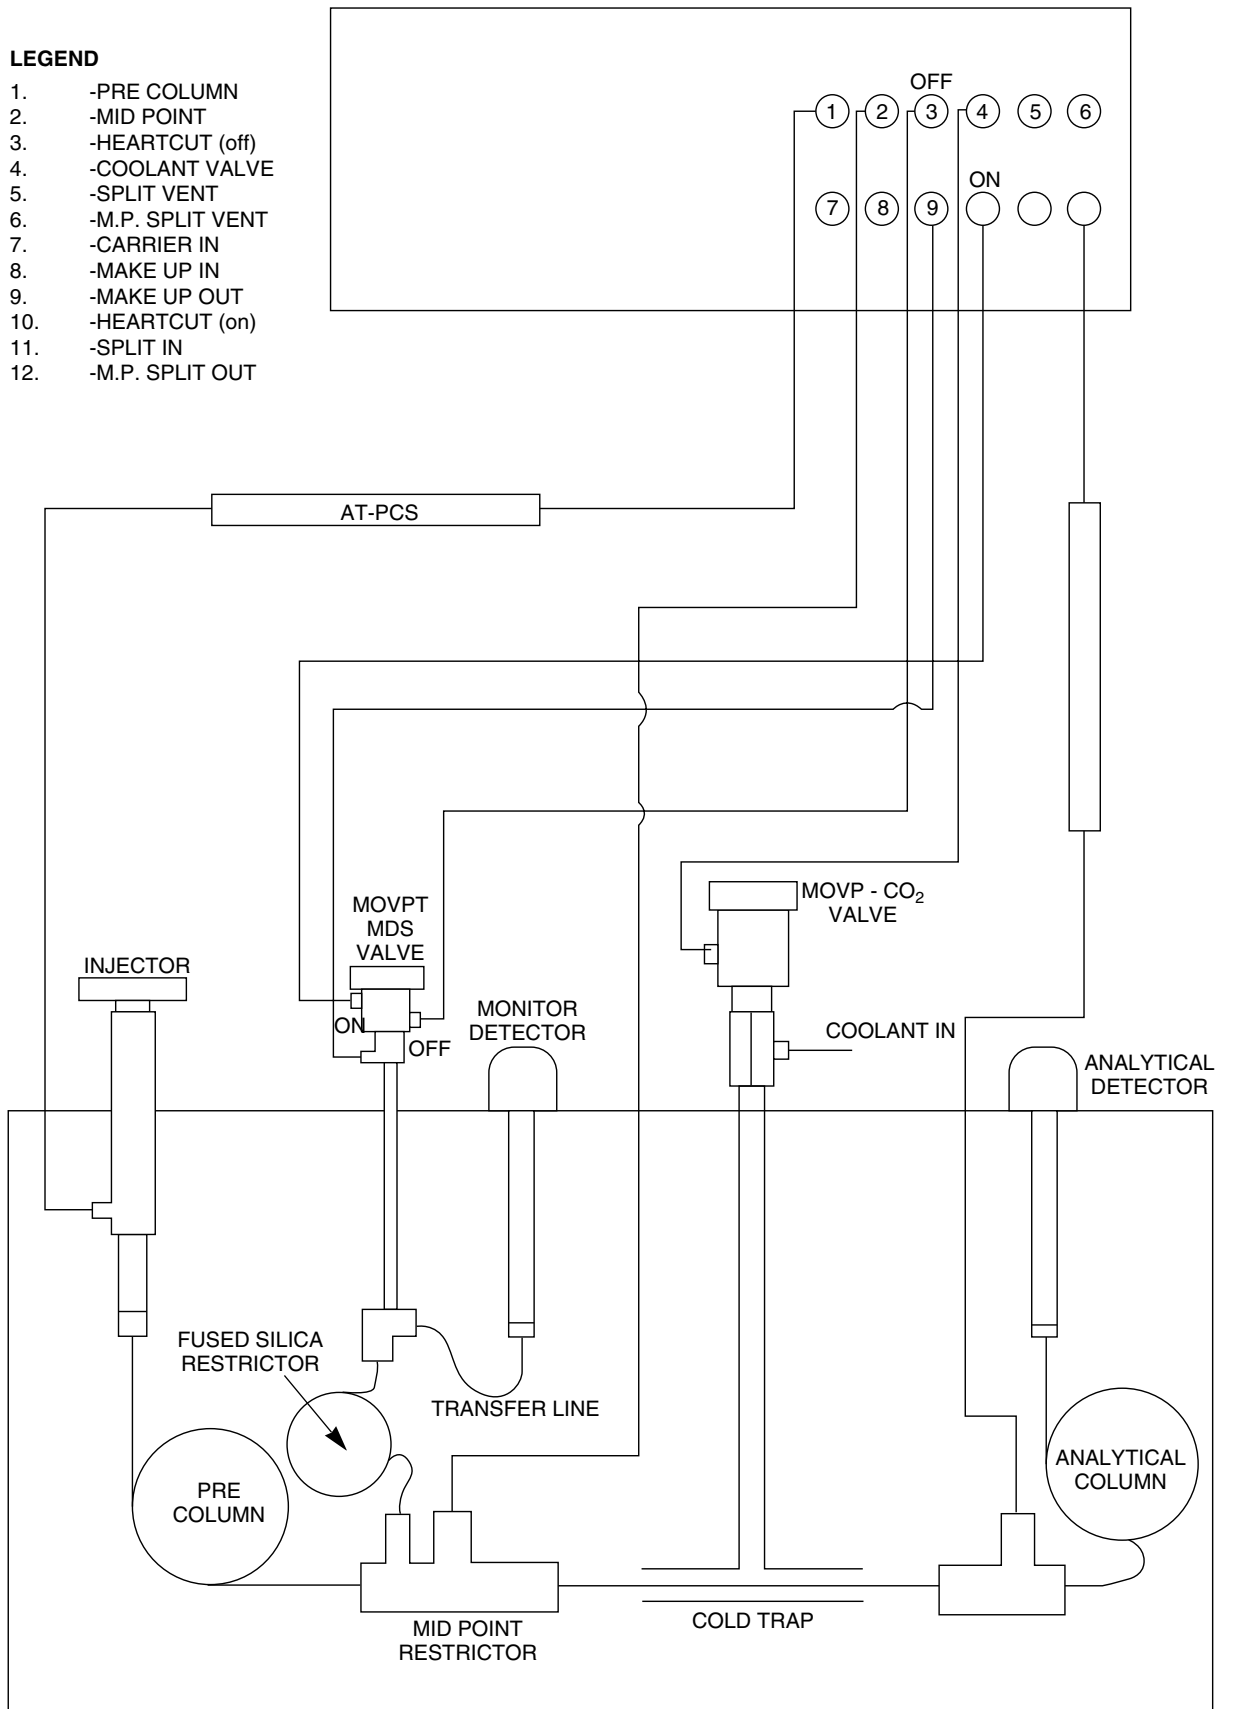 LEGEND
1. -PRE COLUMN
2. -MID POINT
3. -HEARTCUT (off)
4. -COOLANT VALVE
5. -SPLIT VENT
6. -M.P. SPLIT VENT
7. -CARRIER IN
8. -MAKE UP IN
9. -MAKE UP OUT
10. -HEARTCUT (on)
11. -SPLIT IN
12. -M.P. SPLIT OUT
OFF
1 2 3 4 5 6
ON
7 8 9
AT-PCS
MOVPT
MDS
VALVE
MOVP - CO₂
VALVE
INJECTOR
ON
OFF
MONITOR
DETECTOR
COOLANT IN
ANALYTICAL
DETECTOR
FUSED SILICA
RESTRICTOR
TRANSFER LINE
PRE
COLUMN
ANALYTICAL
COLUMN
MID POINT
RESTRICTOR
COLD TRAP